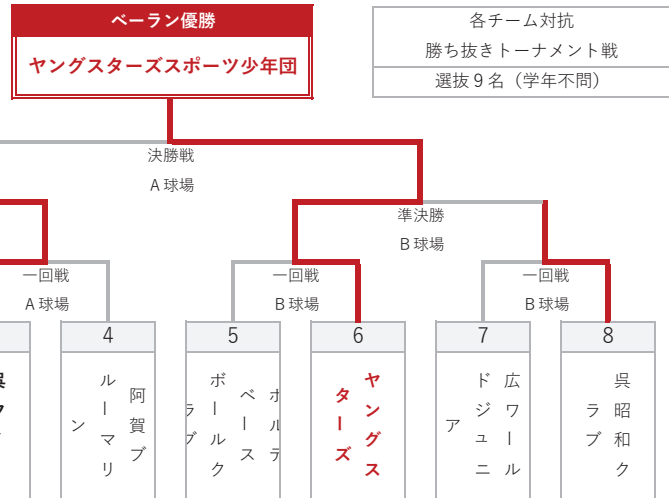 ベーラン優勝
ヤングスターズスポーツ少年団
各チーム対抗
勝ち抜きトーナメント戦
選抜９名（学年不問）
決勝戦
Ａ球場
準決勝
Ｂ球場
一回戦
Ａ球場
一回戦
Ｂ球場
一回戦
Ｂ球場
4
5
6
7
8
阿賀ブ
ルーマリ
ン
ベース
ボールク
ラブ
ヤングス
ターズ
広ワール
ドジュニ
ア
呉昭和ク
ラブ